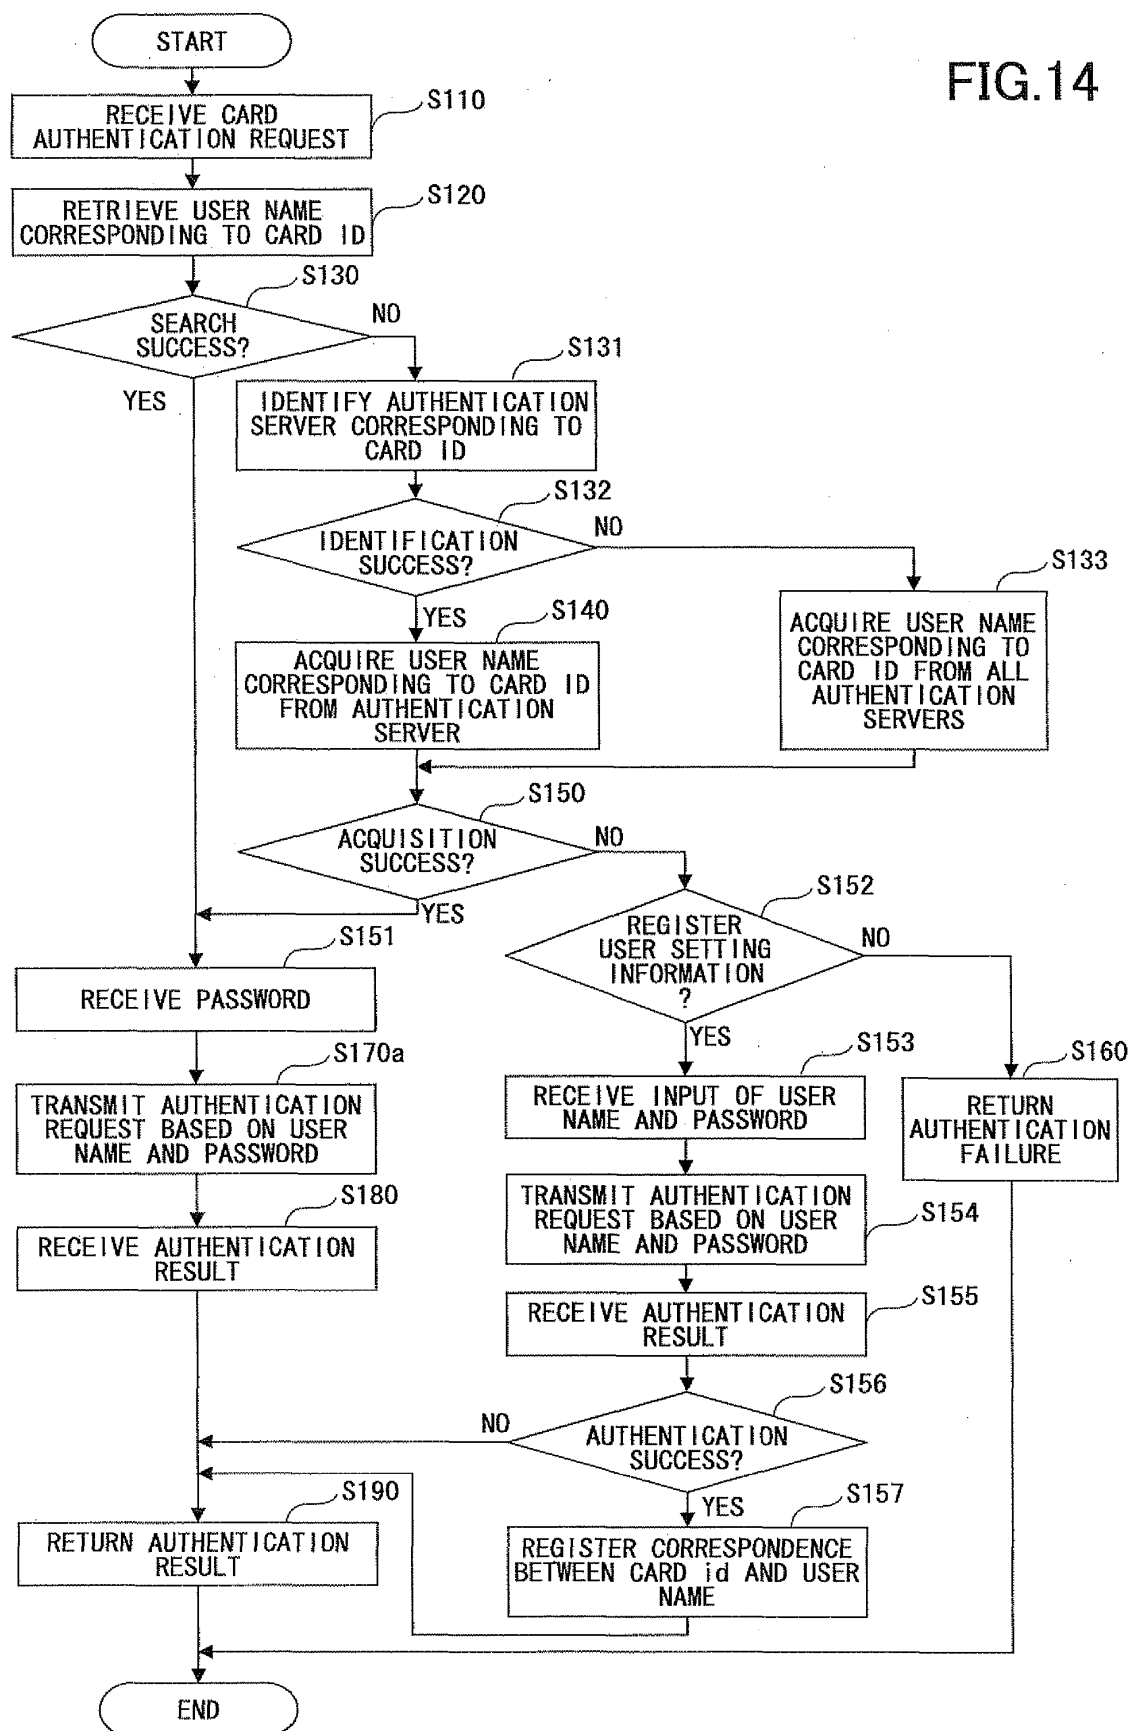 START
FIG.14
RECEIVE CARD
AUTHENTICATION REQUEST
S110
RETRIEVE USER NAME
CORRESPONDING TO CARD ID
S120
S130
SEARCH
SUCCESS?
NO
YES
S131
IDENTIFY AUTHENTICATION
SERVER CORRESPONDING TO
CARD ID
S132
IDENTIFICATION
SUCCESS?
NO
YES
S133
ACQUIRE USER NAME
CORRESPONDING TO
CARD ID FROM ALL
AUTHENTICATION
SERVERS
S140
ACQUIRE USER NAME
CORRESPONDING TO CARD ID
FROM AUTHENTICATION
SERVER
S150
ACQUISITION
SUCCESS?
NO
YES
S152
REGISTER
USER SETTING
INFORMATION
?
NO
YES
S151
RECEIVE PASSWORD
S170a
TRANSMIT AUTHENTICATION
REQUEST BASED ON USER
NAME AND PASSWORD
S180
RECEIVE AUTHENTICATION
RESULT
S153
RECEIVE INPUT OF USER
NAME AND PASSWORD
S160
RETURN
AUTHENTICATION
FAILURE
TRANSMIT AUTHENTICATION
REQUEST BASED ON USER
NAME AND PASSWORD
S154
RECEIVE AUTHENTICATION
RESULT
S155
S156
AUTHENTICATION
SUCCESS?
NO
YES
S157
REGISTER CORRESPONDENCE
BETWEEN CARD id AND USER
NAME
S190
RETURN AUTHENTICATION
RESULT
END